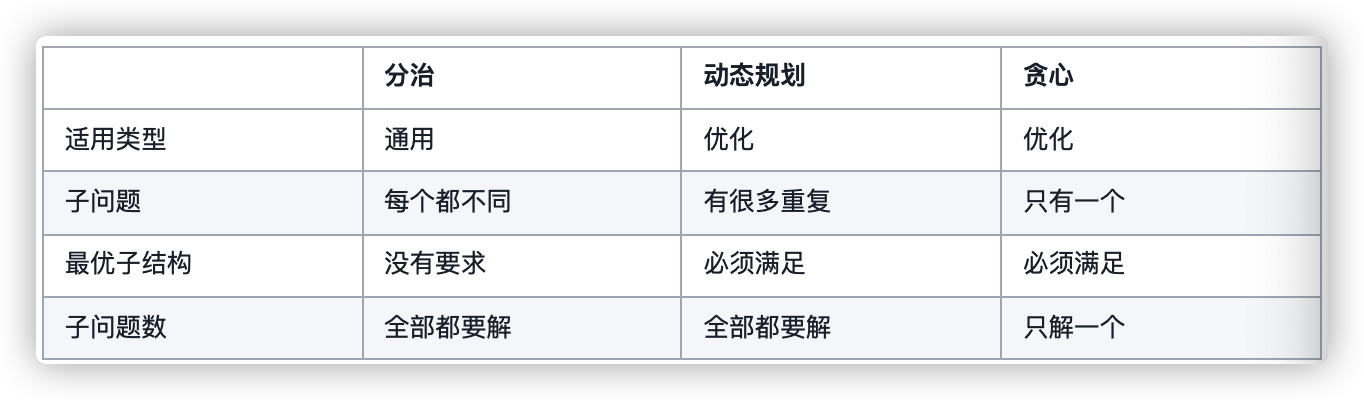 分治 动态规划 贪心
适用类型 通用 优化 优化
子问题 每个都不同 有很多重复 只有一个
最优子结构 没有要求 必须满足 必须满足
子问题数 全部都要解 全部都要解 只解一个